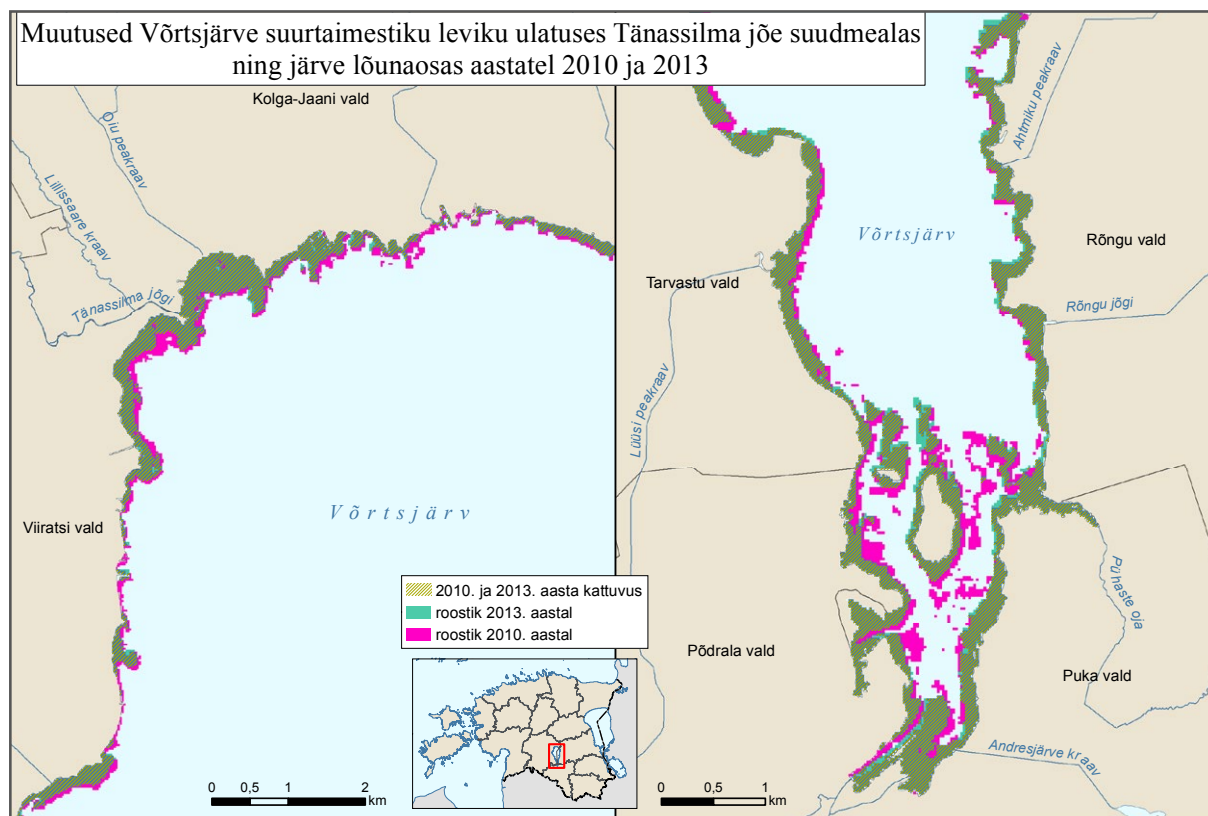 Muutused Võrtsjärve suurtaimestiku leviku ulatuses Tänassilma jõe suudmealas
ning järve lõunaosas aastatel 2010 ja 2013
Kolga-Jaani vald
Oiu peakraav
Lillissaare kraav
Tänassilma jõgi
Viiratsi vald
Võrtsjärv
Ahtmiku peakraav
Võrtsjärv
Rõngu vald
Tarvastu vald
Rõngu jõgi
Lüüsi peakraav
Pühaste oja
Põdrala vald
Puka vald
Andresjärve kraav
2010. ja 2013. aasta kattuvus
roostik 2013. aastal
roostik 2010. aastal
0 0,5 1 2
km
0 0,5 1
km